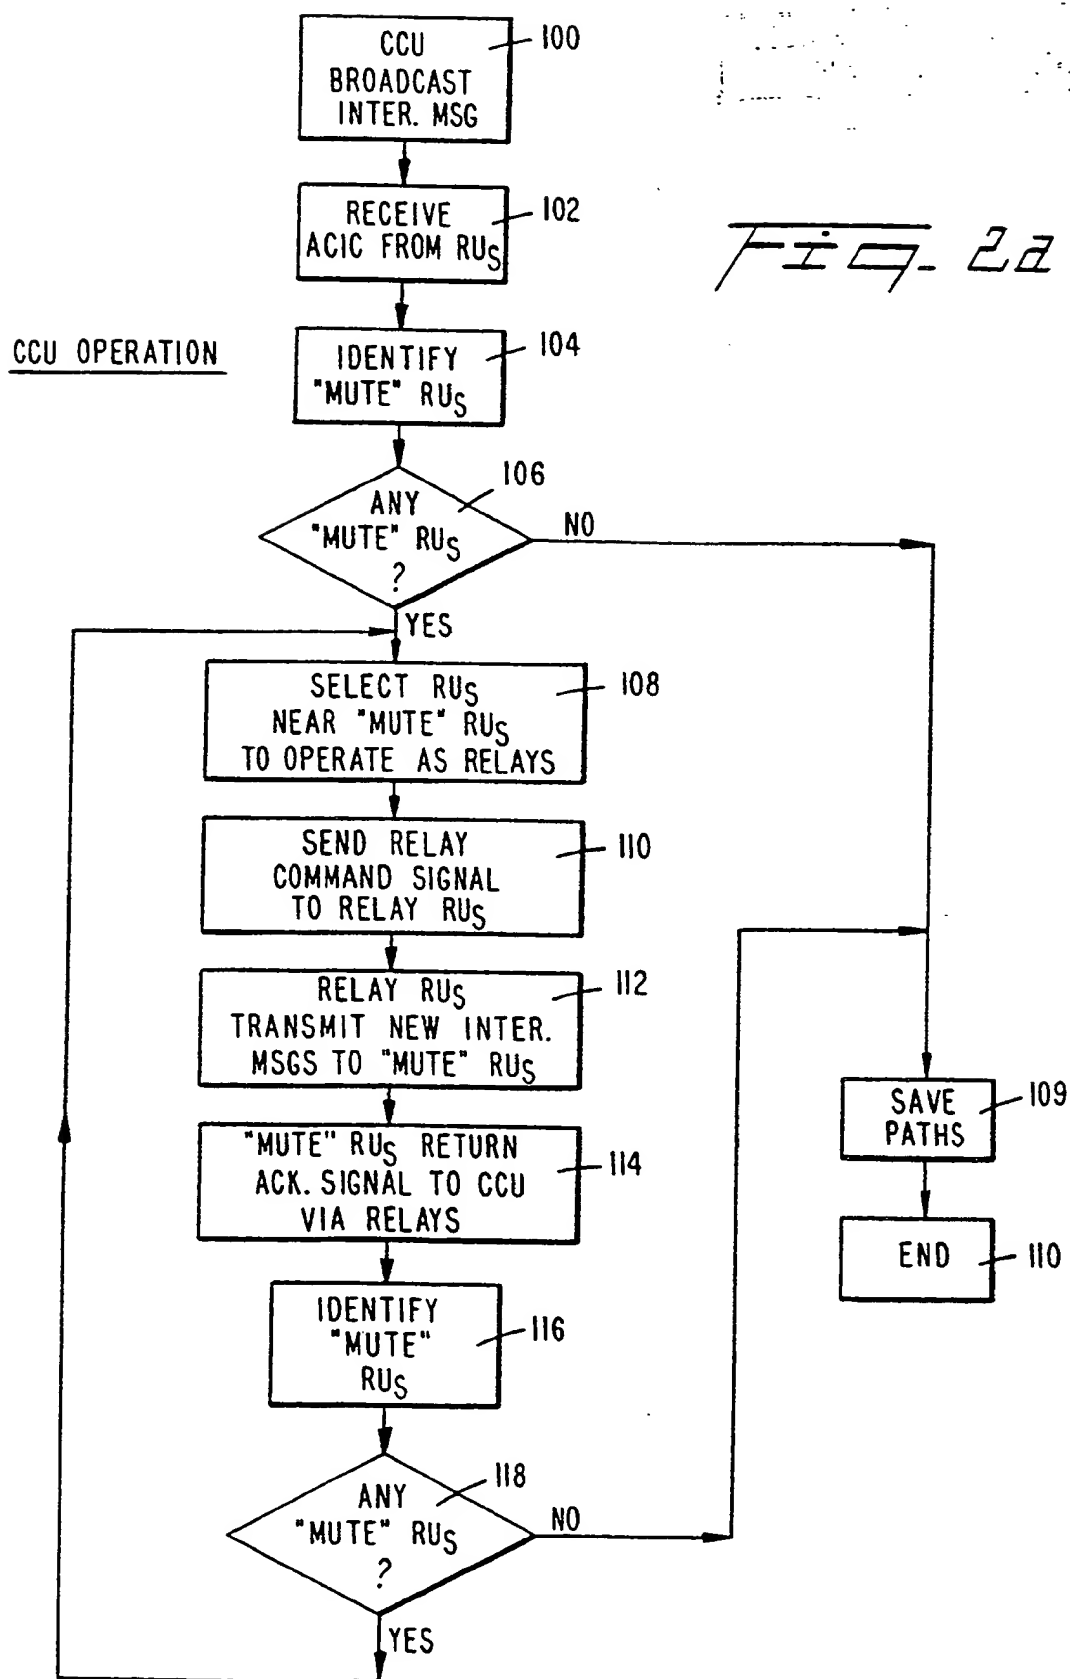 CCU
BROADCAST
INTER. MSG
100
Fig. 2a
RECEIVE
ACIC FROM RUS
102
CCU OPERATION
IDENTIFY
"MUTE" RUS
104
ANY
"MUTE" RUS
?
106
NO
YES
SELECT RUS
NEAR "MUTE" RUS
TO OPERATE AS RELAYS
108
SEND RELAY
COMMAND SIGNAL
TO RELAY RUS
110
RELAY RUS
TRANSMIT NEW INTER.
MSGS TO "MUTE" RUS
112
SAVE
PATHS
109
"MUTE" RUS RETURN
ACK. SIGNAL TO CCU
VIA RELAYS
114
END
110
IDENTIFY
"MUTE"
RUS
116
ANY
"MUTE" RUS
?
118
NO
YES